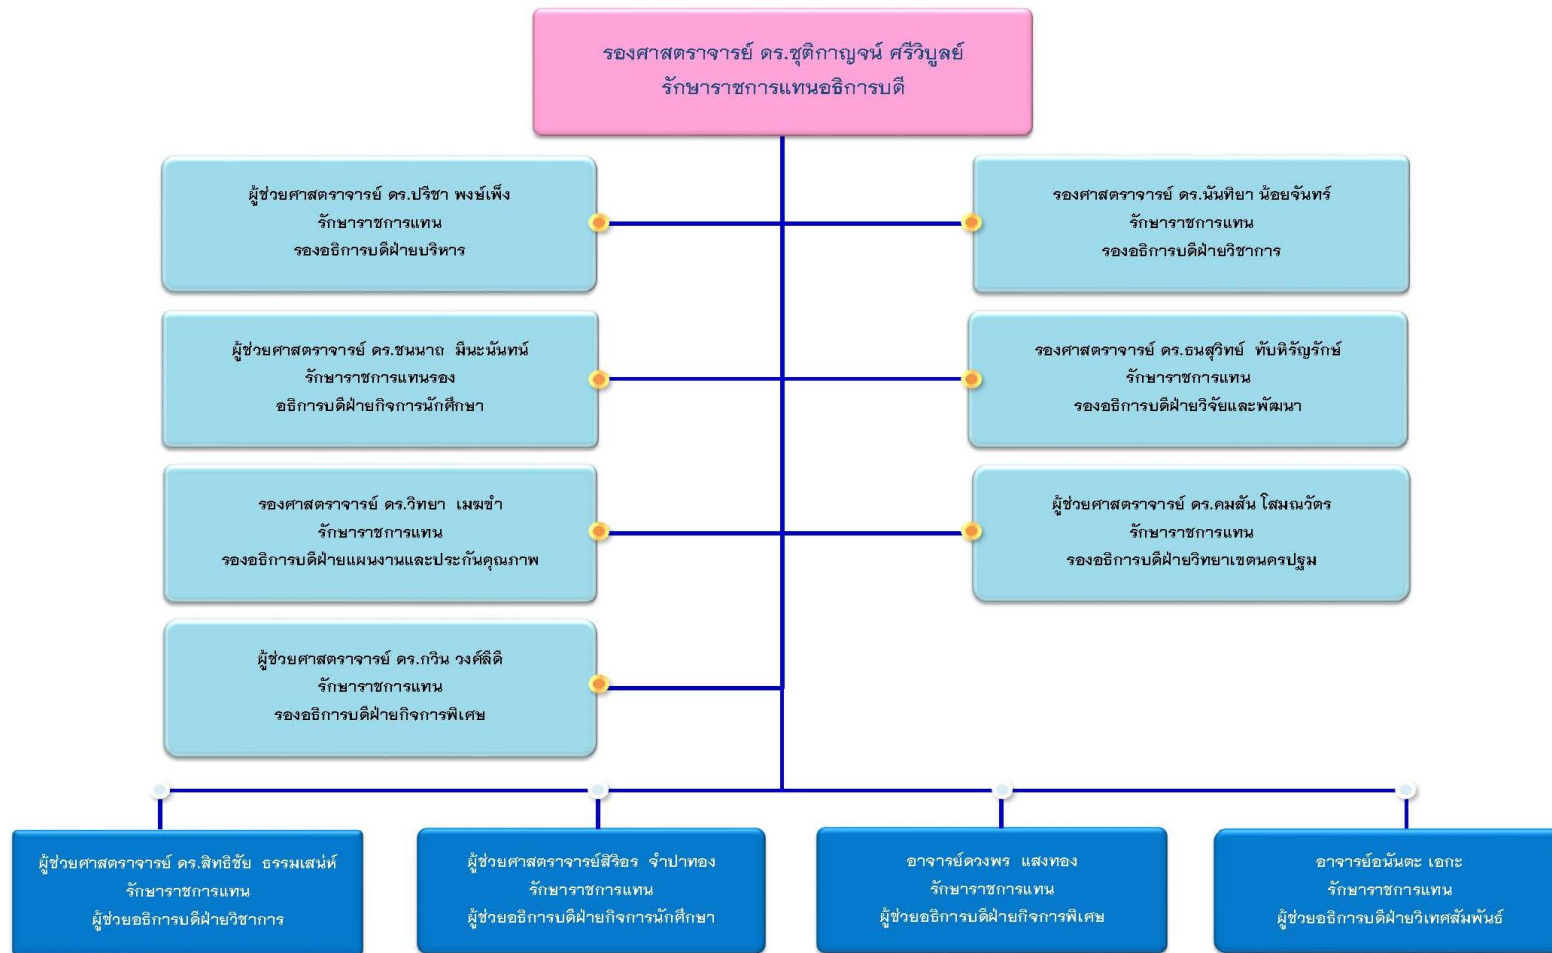 รองศาสตราจารย์ ดร.ชุติกาญจน์ ศรีวิบูลย์
รักษาราชการแทนอธิการบดี
ผู้ช่วยศาสตราจารย์ ดร.ปรีชา พงษ์เพ็ง
รักษาราชการแทน
รองอธิการบดีฝ่ายบริหาร
รองศาสตราจารย์ ดร.นันทิยา น้อยจันทร์
รักษาราชการแทน
รองอธิการบดีฝ่ายวิชาการ
ผู้ช่วยศาสตราจารย์ ดร.ชนนาถ มีนะนันทน์
รักษาราชการแทนรอง
อธิการบดีฝ่ายกิจการนักศึกษา
รองศาสตราจารย์ ดร.ธนสุวิทย์ ทับหิรัญรักษ์
รักษาราชการแทน
รองอธิการบดีฝ่ายวิจัยและพัฒนา
รองศาสตราจารย์ ดร.วิทยา เมฆขำ
รักษาราชการแทน
รองอธิการบดีฝ่ายแผนงานและประกันคุณภาพ
ผู้ช่วยศาสตราจารย์ ดร.คมสัน โสมณวัตร
รักษาราชการแทน
รองอธิการบดีฝ่ายวิทยาเขตนครปฐม
ผู้ช่วยศาสตราจารย์ ดร.กวิน วงศ์ลีดี
รักษาราชการแทน
รองอธิการบดีฝ่ายกิจการพิเศษ
ผู้ช่วยศาสตราจารย์ ดร.สิทธิชัย ธรรมเสน่ห์
รักษาราชการแทน
ผู้ช่วยอธิการบดีฝ่ายวิชาการ
ผู้ช่วยศาสตราจารย์สิริอร จำปาทอง
รักษาราชการแทน
ผู้ช่วยอธิการบดีฝ่ายกิจการนักศึกษา
อาจารย์ดวงพร แสงทอง
รักษาราชการแทน
ผู้ช่วยอธิการบดีฝ่ายกิจการพิเศษ
อาจารย์อนันตะ เอกะ
รักษาราชการแทน
ผู้ช่วยอธิการบดีฝ่ายวิเทศสัมพันธ์